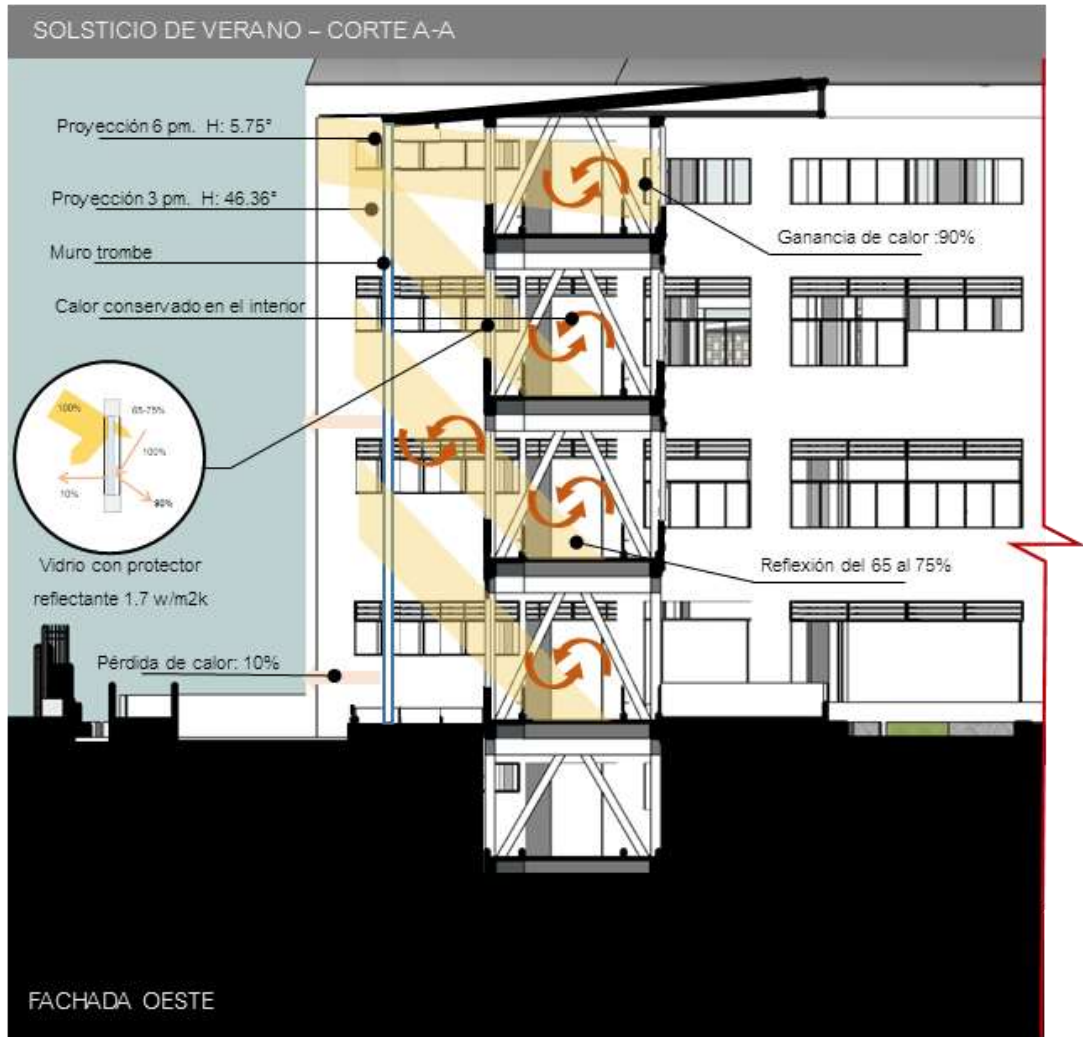 SOLSTICIO DE VERANO – CORTE A-A
Proyección 6 pm. H: 5.75°
Proyección 3 pm. H: 46.36°
Muro trombe
Ganancia de calor :90%
Calor conservado en el interior
100%
65-75%
100%
10%
90%
Vidrio con protector
reflectante 1.7 w/m2k
Reflexión del 65 al 75%
Pérdida de calor: 10%
FACHADA OESTE